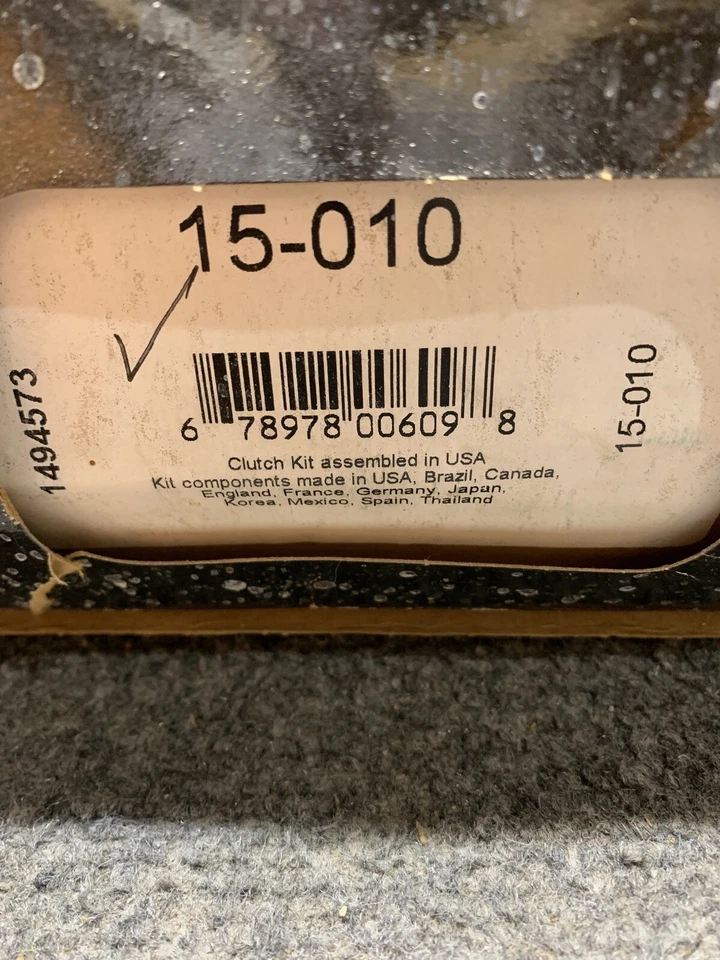 15-010
1494573
6 78978 00609 8
15-010
Clutch Kit assembled in USA
Kit components made in USA, Brazil, Canada,
England, France, Germany, Japan,
Korea, Mexico, Spain, Thailand